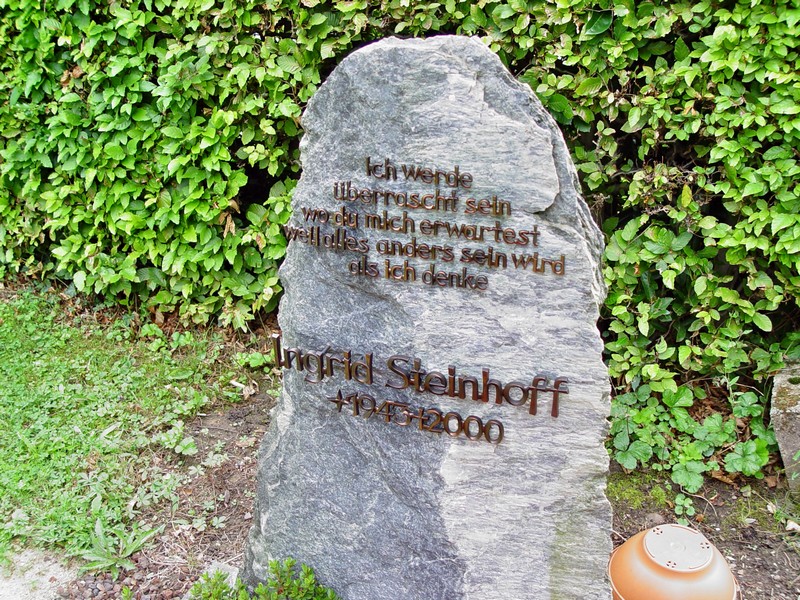 Ich werde
überrascht sein
wo du mich erwartest
weil alles anders sein wird
als ich denke
Ingrid Steinhoff
*1943 +2000